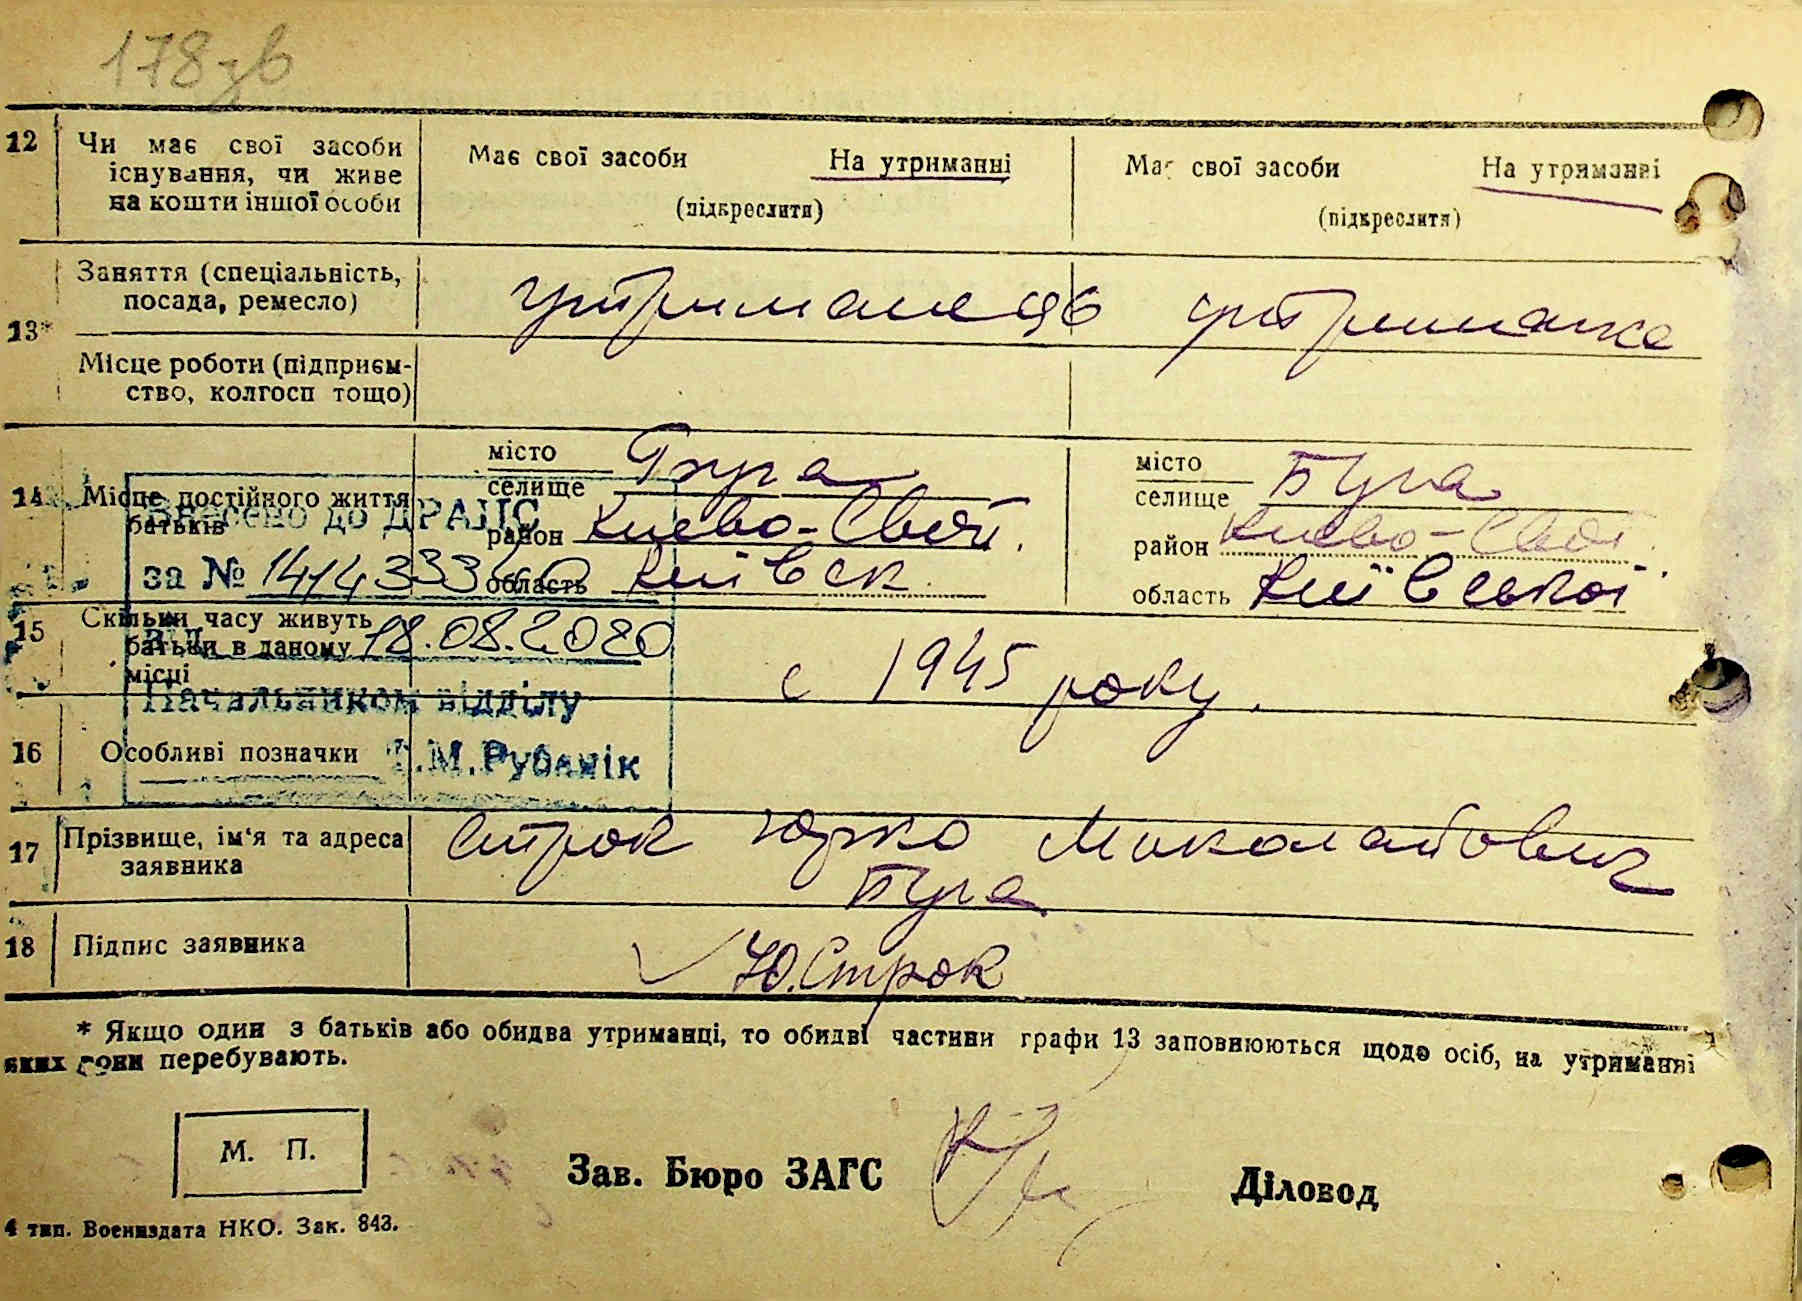 178зв
12 Чи має свої засоби існування, чи живе на кошти іншої особи
Має свої засоби На утриманні
(підкреслити)
Має свої засоби На утриманні
(підкреслити)
13* Заняття (спеціальність, посада, ремесло)
утриманець утриманка
Місце роботи (підприєм-
ство, колгосп тощо)
14 Місце постійного життя батьків
місто
селище Буча
район Києво-Свят.
область Київськ.
місто
селище Буча
район Києво-Свят.
область Київської
Внесено до ДРАЦС
за №
від 18.08.2020
Начальником відділу
М.Рубаник
15 Скільки часу живуть батьки в даному місці
с 1945 року.
16 Особливі позначки
17 Прізвище, ім'я та адреса заявника
Строк Юрко Миколайович
Буча
18 Підпис заявника
Ю.Строк
* Якщо один з батьків або обидва утриманці, то обидві частини графи 13 заповнюються щодо осіб, на утриманні
яких вони перебувають.
М. П.
Зав. Бюро ЗАГС
Діловод
4 тип. Воениздата НКО. Зак. 843.